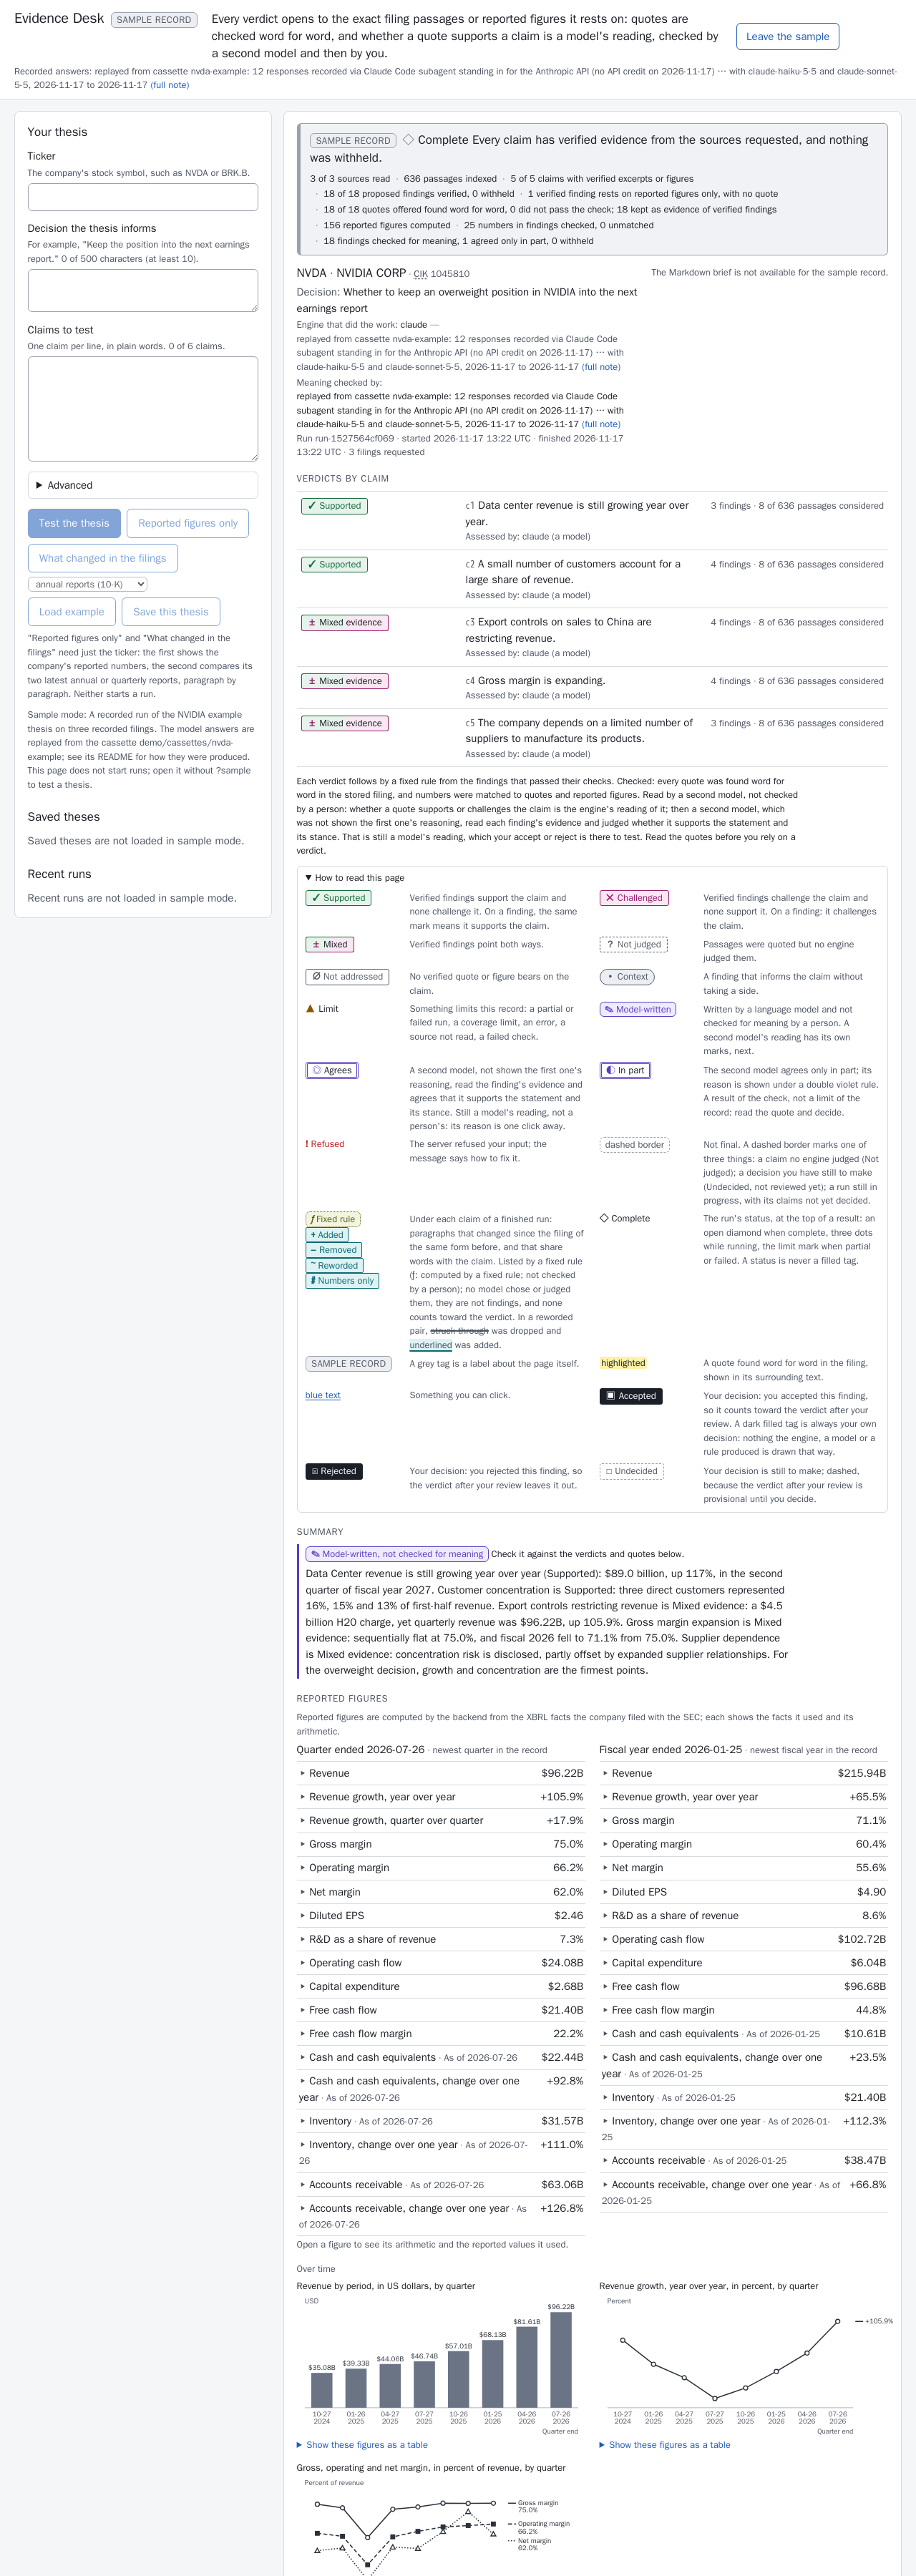 Evidence Desk SAMPLE RECORD
Every verdict opens to the exact filing passages or reported figures it rests on: quotes are
checked word for word, and whether a quote supports a claim is a model's reading, checked by
a second model and then by you.
Leave the sample
Recorded answers: replayed from cassette nvda-example: 12 responses recorded via Claude Code subagent standing in for the Anthropic API (no API credit on 2026-11-17) ··· with claude-haiku-5-5 and claude-sonnet-
5-5, 2026-11-17 to 2026-11-17 (full note)
Your thesis
Ticker
The company's stock symbol, such as NVDA or BRK.B.
Decision the thesis informs
For example, "Keep the position into the next earnings
report." 0 of 500 characters (at least 10).
Claims to test
One claim per line, in plain words. 0 of 6 claims.
▶ Advanced
Test the thesis
Reported figures only
What changed in the filings
annual reports (10-K)
Load example
Save this thesis
"Reported figures only" and "What changed in the
filings" need just the ticker: the first shows the
company's reported numbers, the second compares its
two latest annual or quarterly reports, paragraph by
paragraph. Neither starts a run.
Sample mode: A recorded run of the NVIDIA example
thesis on three recorded filings. The model answers are
replayed from the cassette demo/cassettes/nvda-
example; see its README for how they were produced.
This page does not start runs; open it without ?sample
to test a thesis.
Saved theses
Saved theses are not loaded in sample mode.
Recent runs
Recent runs are not loaded in sample mode.
SAMPLE RECORD ◇ Complete Every claim has verified evidence from the sources requested, and nothing
was withheld.
3 of 3 sources read · 636 passages indexed · 5 of 5 claims with verified excerpts or figures
· 18 of 18 proposed findings verified, 0 withheld · 1 verified finding rests on reported figures only, with no quote
· 18 of 18 quotes offered found word for word, 0 did not pass the check; 18 kept as evidence of verified findings
· 156 reported figures computed · 25 numbers in findings checked, 0 unmatched
· 18 findings checked for meaning, 1 agreed only in part, 0 withheld
NVDA · NVIDIA CORP · CIK 1045810
The Markdown brief is not available for the sample record.
Decision: Whether to keep an overweight position in NVIDIA into the next
earnings report
Engine that did the work: claude —
replayed from cassette nvda-example: 12 responses recorded via Claude Code
subagent standing in for the Anthropic API (no API credit on 2026-11-17) ··· with
claude-haiku-5-5 and claude-sonnet-5-5, 2026-11-17 to 2026-11-17 (full note)
Meaning checked by:
replayed from cassette nvda-example: 12 responses recorded via Claude Code
subagent standing in for the Anthropic API (no API credit on 2026-11-17) ··· with
claude-haiku-5-5 and claude-sonnet-5-5, 2026-11-17 to 2026-11-17 (full note)
Run run-1527564cf069 · started 2026-11-17 13:22 UTC · finished 2026-11-17
13:22 UTC · 3 filings requested
VERDICTS BY CLAIM
✓ Supported
c1 Data center revenue is still growing year over
year.
Assessed by: claude (a model)
3 findings · 8 of 636 passages considered
✓ Supported
c2 A small number of customers account for a
large share of revenue.
Assessed by: claude (a model)
4 findings · 8 of 636 passages considered
± Mixed evidence
c3 Export controls on sales to China are
restricting revenue.
Assessed by: claude (a model)
4 findings · 8 of 636 passages considered
± Mixed evidence
c4 Gross margin is expanding.
Assessed by: claude (a model)
4 findings · 8 of 636 passages considered
± Mixed evidence
c5 The company depends on a limited number of
suppliers to manufacture its products.
Assessed by: claude (a model)
3 findings · 8 of 636 passages considered
Each verdict follows by a fixed rule from the findings that passed their checks. Checked: every quote was found word for
word in the stored filing, and numbers were matched to quotes and reported figures. Read by a second model, not checked
by a person: whether a quote supports or challenges the claim is the engine's reading of it; then a second model, which
was not shown the first one's reasoning, read each finding's evidence and judged whether it supports the statement and
its stance. That is still a model's reading, which your accept or reject is there to test. Read the quotes before you rely on a
verdict.
▼ How to read this page
✓ Supported
Verified findings support the claim and
none challenge it. On a finding, the same
mark means it supports the claim.
✕ Challenged
Verified findings challenge the claim and
none support it. On a finding: it challenges
the claim.
± Mixed
Verified findings point both ways.
? Not judged
Passages were quoted but no engine
judged them.
Ø Not addressed
No verified quote or figure bears on the
claim.
• Context
A finding that informs the claim without
taking a side.
▲ Limit
Something limits this record: a partial or
failed run, a coverage limit, an error, a
source not read, a failed check.
✎ Model-written
Written by a language model and not
checked for meaning by a person. A
second model's reading has its own
marks, next.
◎ Agrees
A second model, not shown the first one's
reasoning, read the finding's evidence and
agrees that it supports the statement and
its stance. Still a model's reading, not a
person's: its reason is one click away.
◐ In part
The second model agrees only in part; its
reason is shown under a double violet rule.
A result of the check, not a limit of the
record: read the quote and decide.
! Refused
The server refused your input; the
message says how to fix it.
dashed border
Not final. A dashed border marks one of
three things: a claim no engine judged (Not
judged); a decision you have still to make
(Undecided, not reviewed yet); a run still in
progress, with its claims not yet decided.
ƒ Fixed rule
+ Added
− Removed
~ Reworded
# Numbers only
Under each claim of a finished run:
paragraphs that changed since the filing of
the same form before, and that share
words with the claim. Listed by a fixed rule
(ƒ: computed by a fixed rule; not checked
by a person); no model chose or judged
them, they are not findings, and none
counts toward the verdict. In a reworded
pair, struck through was dropped and
underlined was added.
◇ Complete
The run's status, at the top of a result: an
open diamond when complete, three dots
while running, the limit mark when partial
or failed. A status is never a filled tag.
SAMPLE RECORD
A grey tag is a label about the page itself.
highlighted
A quote found word for word in the filing,
shown in its surrounding text.
blue text
Something you can click.
▣ Accepted
Your decision: you accepted this finding,
so it counts toward the verdict after your
review. A dark filled tag is always your own
decision: nothing the engine, a model or a
rule produced is drawn that way.
☒ Rejected
Your decision: you rejected this finding, so
the verdict after your review leaves it out.
□ Undecided
Your decision is still to make; dashed,
because the verdict after your review is
provisional until you decide.
SUMMARY
✎ Model-written, not checked for meaning Check it against the verdicts and quotes below.
Data Center revenue is still growing year over year (Supported): $89.0 billion, up 117%, in the second
quarter of fiscal year 2027. Customer concentration is Supported: three direct customers represented
16%, 15% and 13% of first-half revenue. Export controls restricting revenue is Mixed evidence: a $4.5
billion H20 charge, yet quarterly revenue was $96.22B, up 105.9%. Gross margin expansion is Mixed
evidence: sequentially flat at 75.0%, and fiscal 2026 fell to 71.1% from 75.0%. Supplier dependence
is Mixed evidence: concentration risk is disclosed, partly offset by expanded supplier relationships. For
the overweight decision, growth and concentration are the firmest points.
REPORTED FIGURES
Reported figures are computed by the backend from the XBRL facts the company filed with the SEC; each shows the facts it used and its
arithmetic.
Quarter ended 2026-07-26 · newest quarter in the record
▸ Revenue $96.22B
▸ Revenue growth, year over year +105.9%
▸ Revenue growth, quarter over quarter +17.9%
▸ Gross margin 75.0%
▸ Operating margin 66.2%
▸ Net margin 62.0%
▸ Diluted EPS $2.46
▸ R&D as a share of revenue 7.3%
▸ Operating cash flow $24.08B
▸ Capital expenditure $2.68B
▸ Free cash flow $21.40B
▸ Free cash flow margin 22.2%
▸ Cash and cash equivalents · As of 2026-07-26 $22.44B
▸ Cash and cash equivalents, change over one +92.8%
year · As of 2026-07-26
▸ Inventory · As of 2026-07-26 $31.57B
▸ Inventory, change over one year · As of 2026-07- +111.0%
26
▸ Accounts receivable · As of 2026-07-26 $63.06B
▸ Accounts receivable, change over one year · As +126.8%
of 2026-07-26
Open a figure to see its arithmetic and the reported values it used.
Fiscal year ended 2026-01-25 · newest fiscal year in the record
▸ Revenue $215.94B
▸ Revenue growth, year over year +65.5%
▸ Gross margin 71.1%
▸ Operating margin 60.4%
▸ Net margin 55.6%
▸ Diluted EPS $4.90
▸ R&D as a share of revenue 8.6%
▸ Operating cash flow $102.72B
▸ Capital expenditure $6.04B
▸ Free cash flow $96.68B
▸ Free cash flow margin 44.8%
▸ Cash and cash equivalents · As of 2026-01-25 $10.61B
▸ Cash and cash equivalents, change over one +23.5%
year · As of 2026-01-25
▸ Inventory · As of 2026-01-25 $21.40B
▸ Inventory, change over one year · As of 2026-01- +112.3%
25
▸ Accounts receivable · As of 2026-01-25 $38.47B
▸ Accounts receivable, change over one year · As of +66.8%
2026-01-25
Over time
Revenue by period, in US dollars, by quarter
USD
$35.08B $39.33B $44.06B $46.74B $57.01B $68.13B $81.61B $96.22B
10-27 01-26 04-27 07-27 10-26 01-25 04-26 07-26
2024 2025 2025 2025 2025 2026 2026 2026
Quarter end
▶ Show these figures as a table
Revenue growth, year over year, in percent, by quarter
Percent
+105.9%
10-27 01-26 04-27 07-27 10-26 01-25 04-26 07-26
2024 2025 2025 2025 2025 2026 2026 2026
Quarter end
▶ Show these figures as a table
Gross, operating and net margin, in percent of revenue, by quarter
Percent of revenue
Gross margin
75.0%
Operating margin
66.2%
Net margin
62.0%